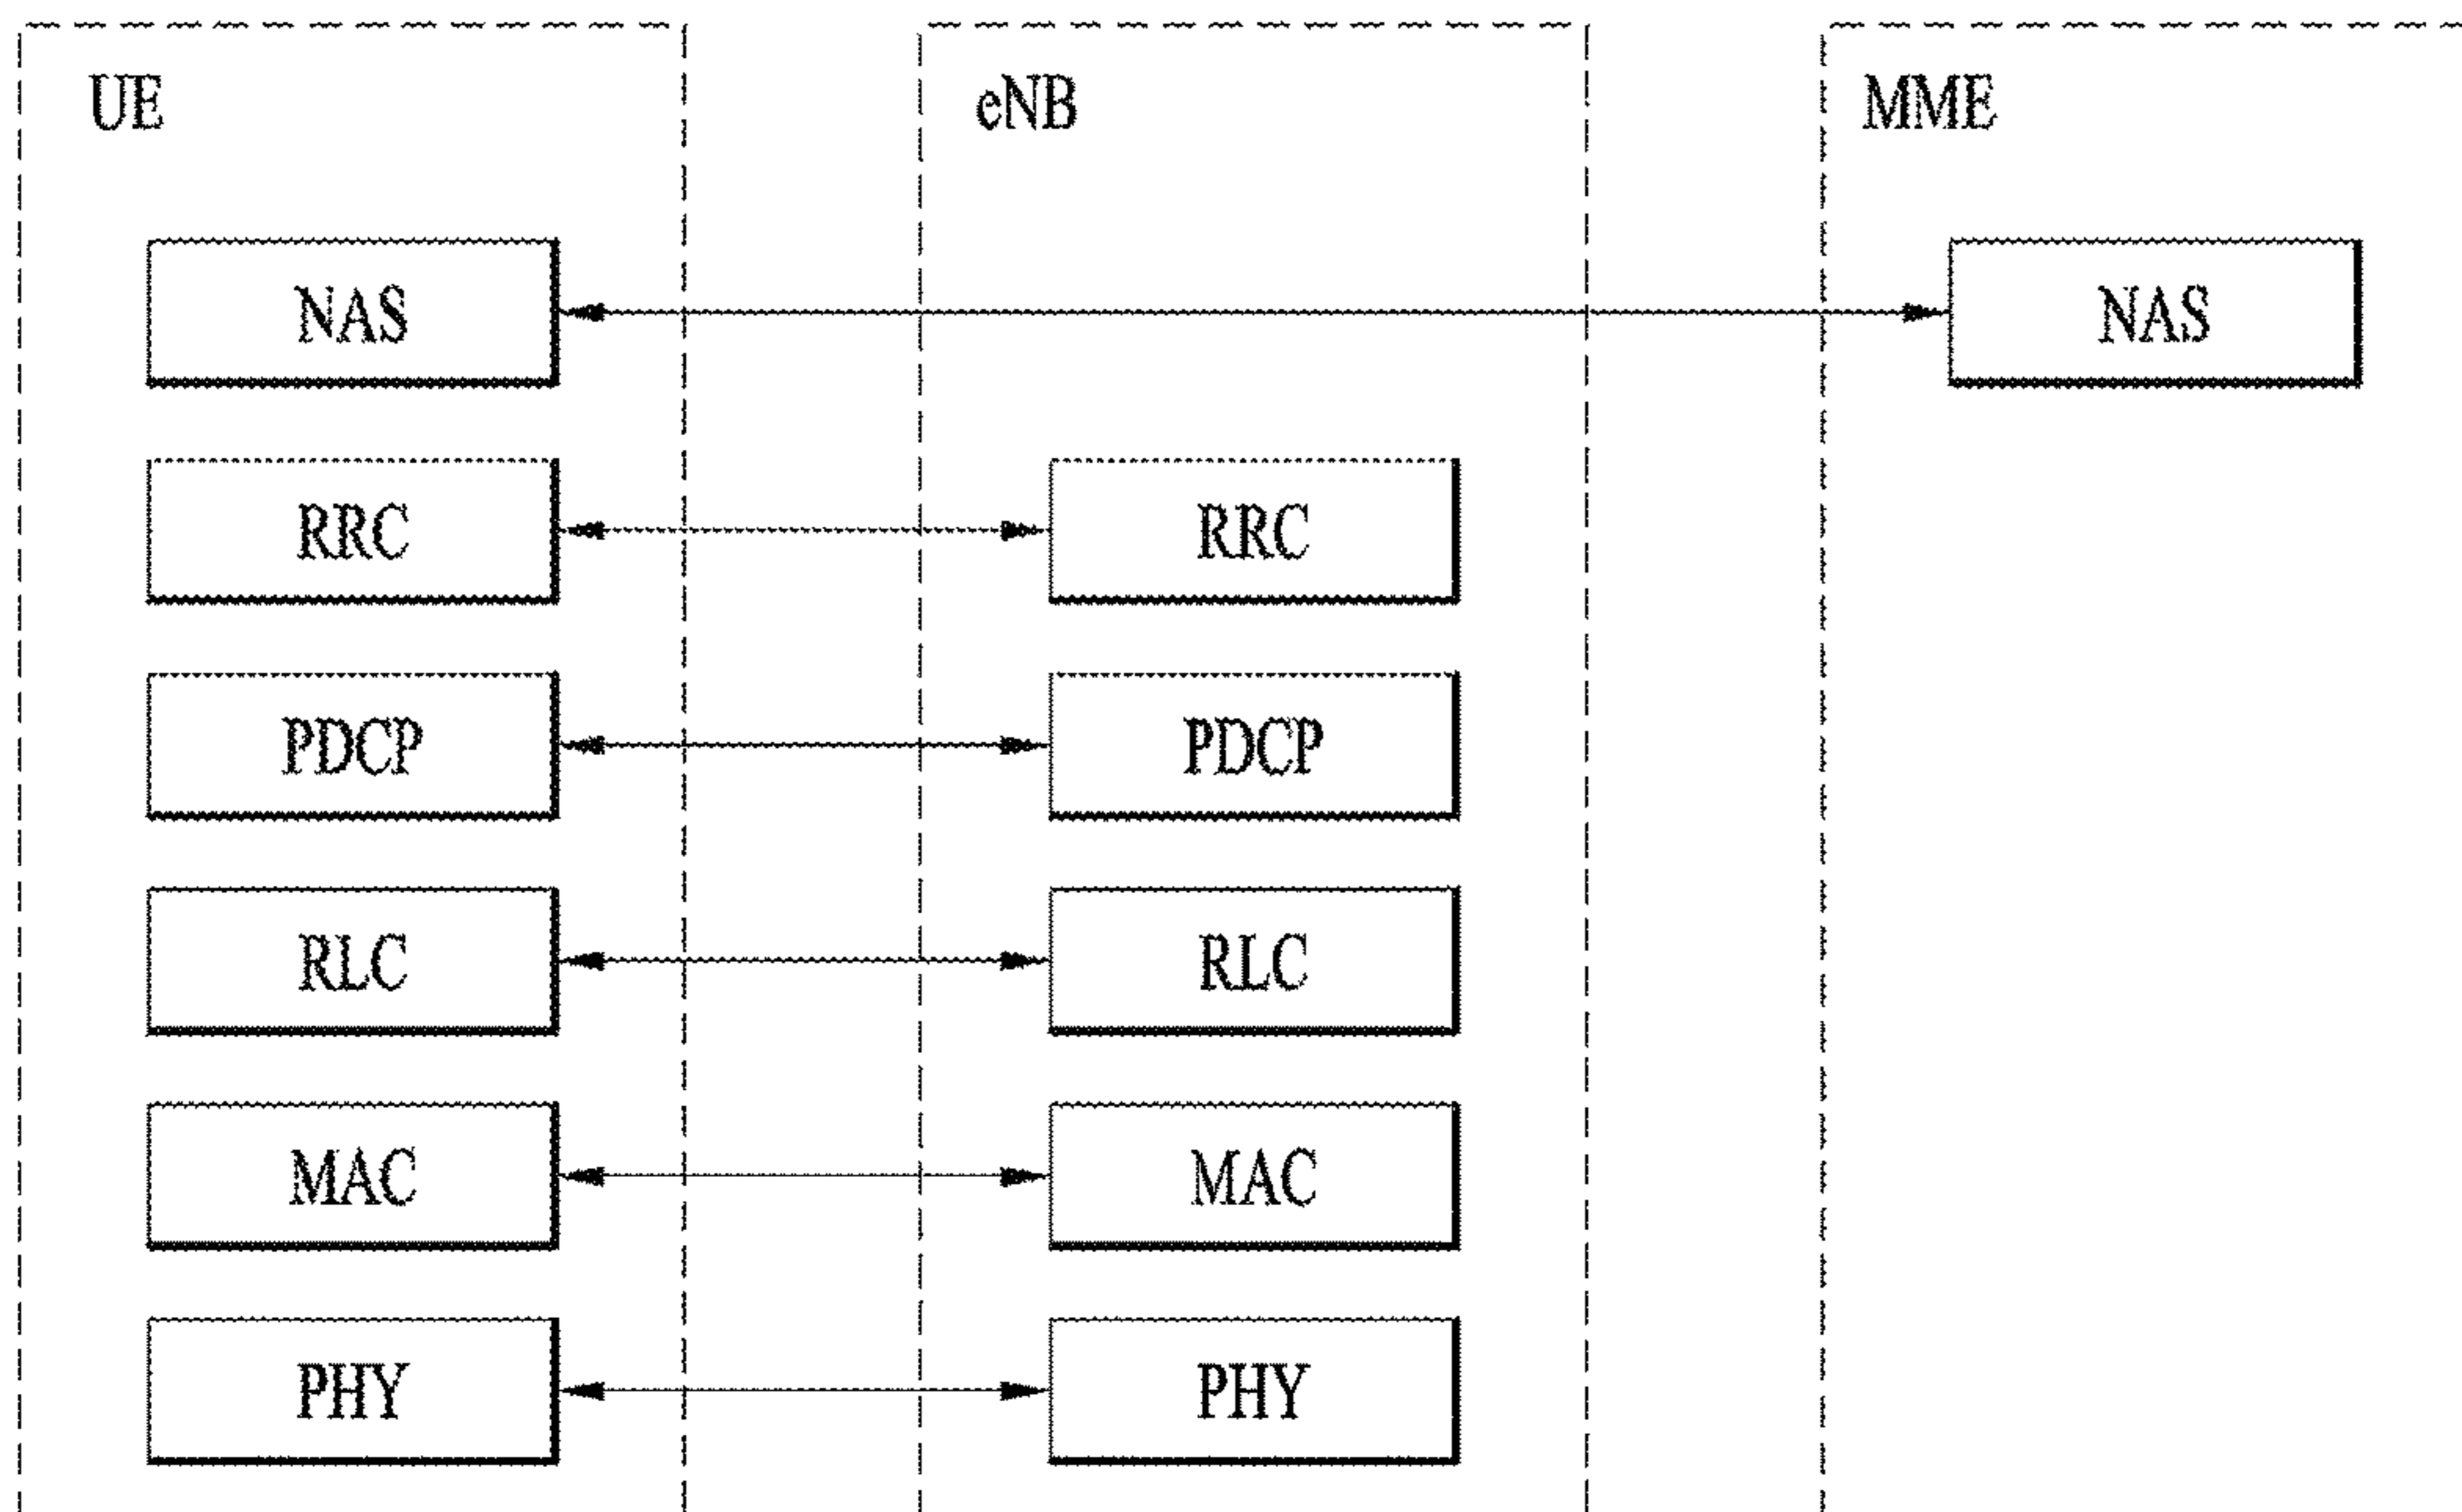 UE eNB MME
NAS NAS
RRC RRC
PDCP PDCP
RLC RLC
MAC MAC
PHY PHY